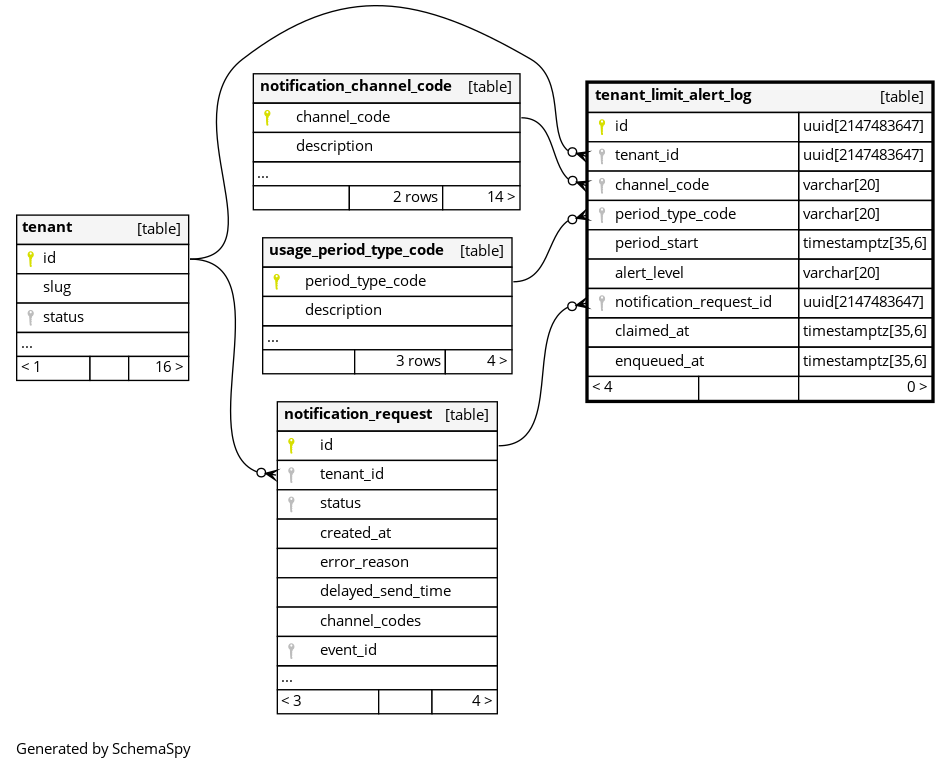 notification_channel_code [table]
channel_code
description
...
2 rows 14 >
tenant_limit_alert_log [table]
id uuid[2147483647]
tenant_id uuid[2147483647]
channel_code varchar[20]
period_type_code varchar[20]
period_start timestamptz[35,6]
alert_level varchar[20]
notification_request_id uuid[2147483647]
claimed_at timestamptz[35,6]
enqueued_at timestamptz[35,6]
< 4 0 >
tenant [table]
id
slug
status
...
< 1 16 >
usage_period_type_code [table]
period_type_code
description
...
3 rows 4 >
notification_request [table]
id
tenant_id
status
created_at
error_reason
delayed_send_time
channel_codes
event_id
...
< 3 4 >
Generated by SchemaSpy